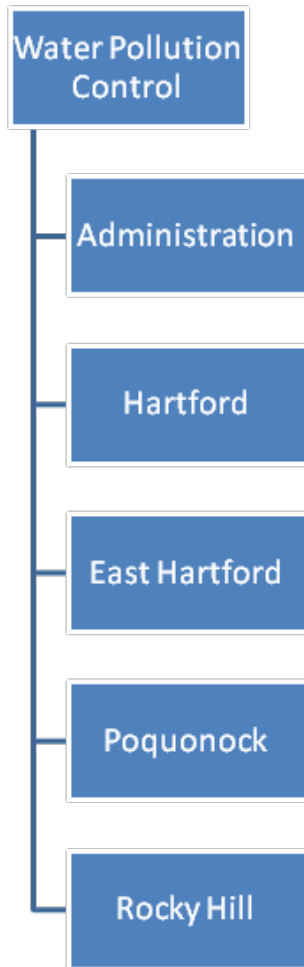 Water Pollution
Control
Administration
Hartford
East Hartford
Poquonock
Rocky Hill